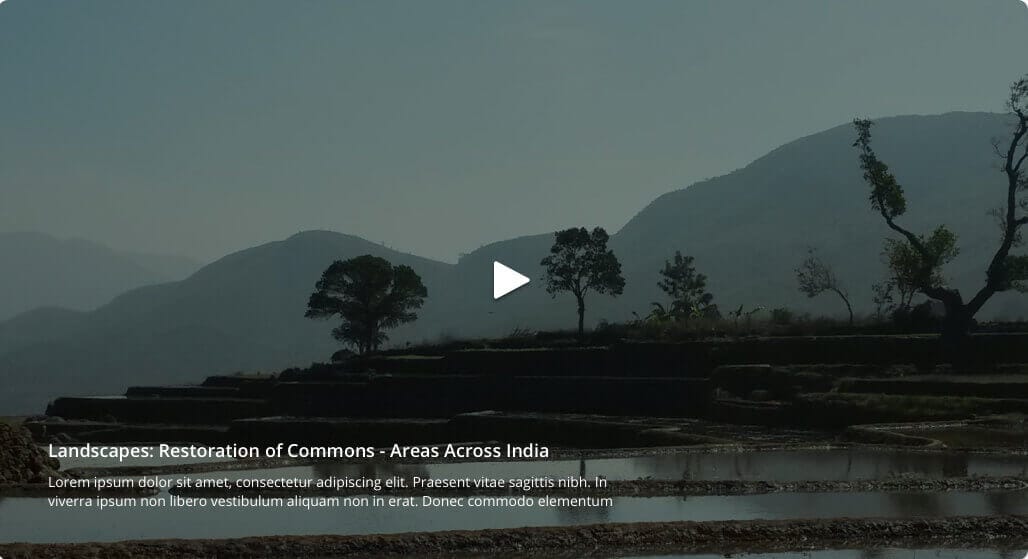 Landscapes: Restoration of Commons - Areas Across India
Lorem ipsum dolor sit amet, consectetur adipiscing elit. Praesent vitae sagittis nibh. In
viverra ipsum non libero vestibulum aliquam non in erat. Donec commodo elementum